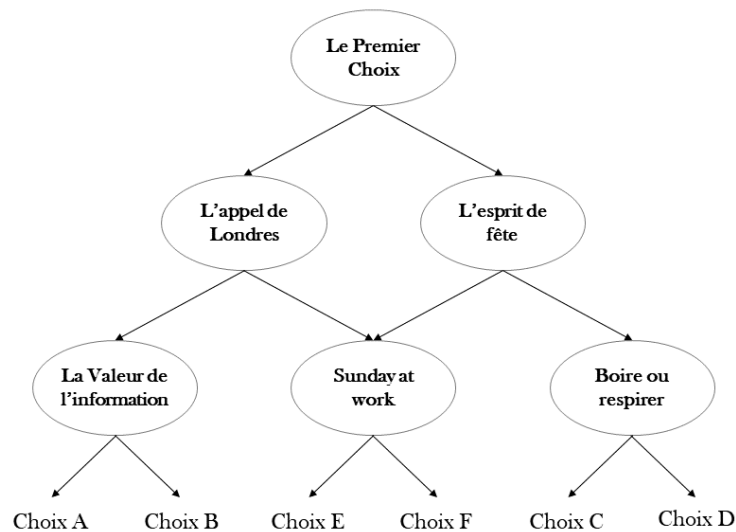 Le Premier
Choix
L'appel de
Londres
L'esprit de
fête
La Valeur de
l'information
Sunday at
work
Boire ou
respirer
Choix A
Choix B
Choix E
Choix F
Choix C
Choix D